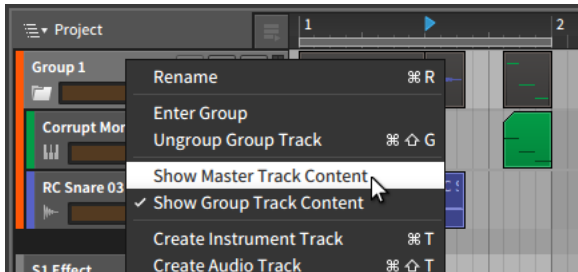 Project
1
2
Group 1
Rename ⌘ R
Enter Group
Ungroup Group Track ⌘ ⇧ G
Corrupt Mor
Show Master Track Content
RC Snare 03
✓ Show Group Track Content
Create Instrument Track ⌘ T
S1 Effect
Create Audio Track ⌘ ⇧ T